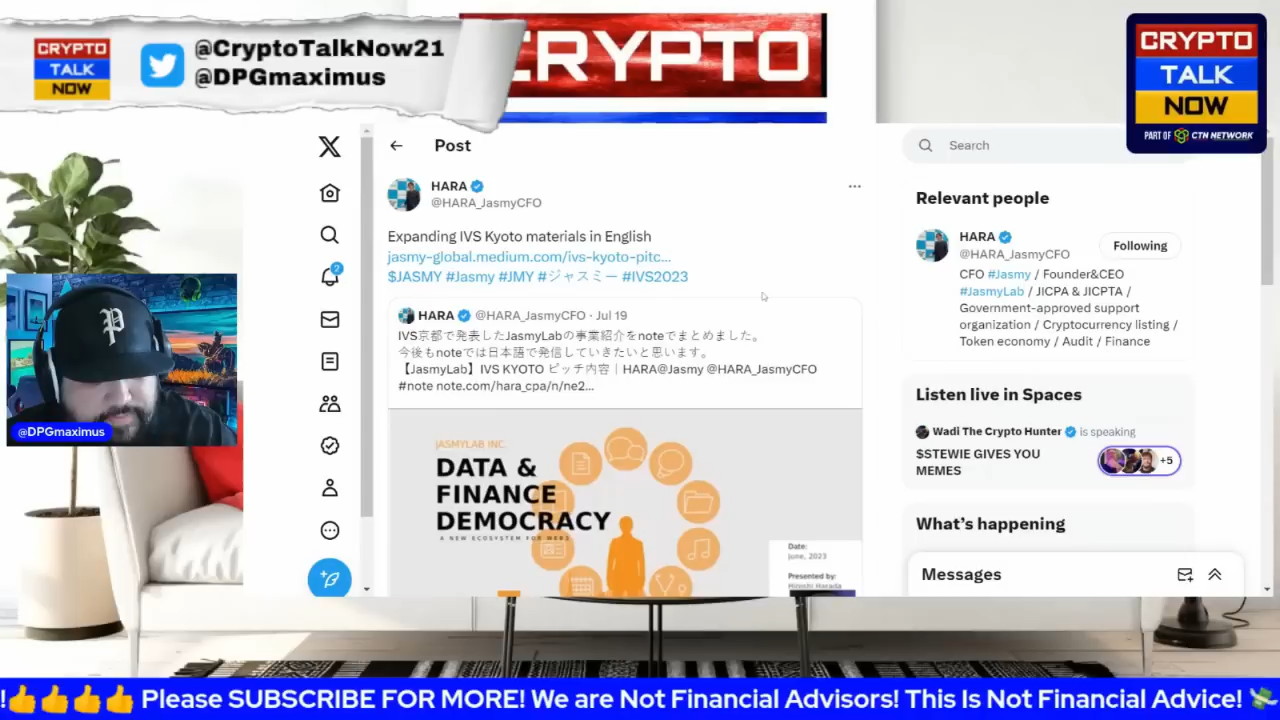 CRYPTO
TALK
NOW
@CryptoTalkNow21
@DPGmaximus
CRYPTO
CRYPTO
TALK
NOW
PART OF CTN NETWORK
Post
Search
HARA
@HARA_JasmyCFO
Expanding IVS Kyoto materials in English
jasmy-global.medium.com/ivs-kyoto-pitc...
$JASMY #Jasmy #JMY #ジャスミー #IVS2023
HARA @HARA_JasmyCFO · Jul 19
IVS京都で発表したJasmyLabの事業紹介をnoteでまとめました。
今後もnoteでは日本語で発信していきたいと思います。
【JasmyLab】IVS KYOTO ピッチ内容｜HARA@Jasmy @HARA_JasmyCFO
#note note.com/hara_cpa/n/ne2...
JASMYLAB INC.
DATA &
FINANCE
DEMOCRACY
A NEW ECOSYSTEM FOR WEB3
Date:
June, 2023
Presented by:
Relevant people
HARA
@HARA_JasmyCFO
Following
CFO #Jasmy / Founder&CEO
#JasmyLab / JICPA & JICPTA /
Government-approved support
organization / Cryptocurrency listing /
Token economy / Audit / Finance
Listen live in Spaces
Wadi The Crypto Hunter is speaking
$STEWIE GIVES YOU
MEMES
+5
What's happening
Messages
2
P
@DPGmaximus
! Please SUBSCRIBE FOR MORE! We are Not Financial Advisors! This Is Not Financial Advice!